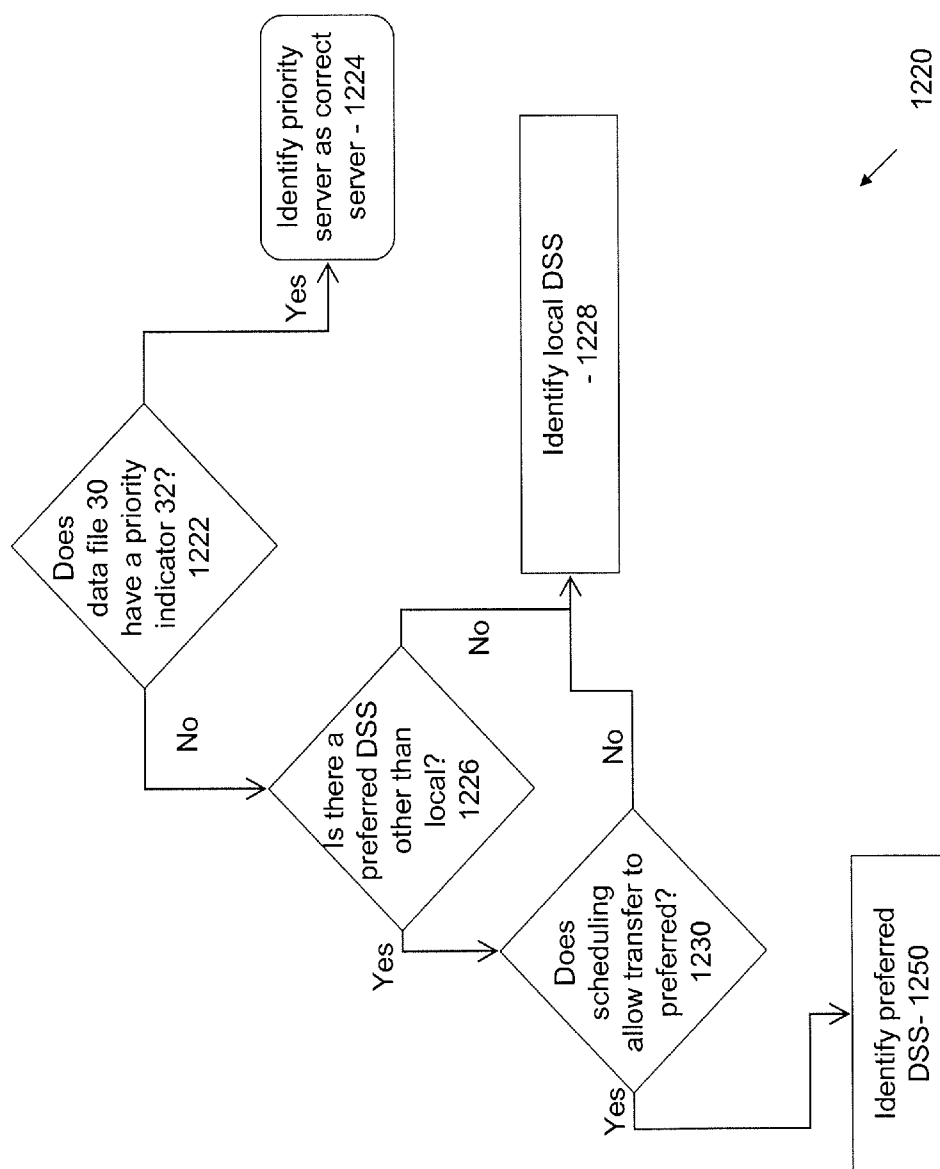 Does
data file 30
have a priority
indicator 32?
1222
Yes
Identify priority
server as correct
server - 1224
No
Is there a
preferred DSS
other than
local?
1226
No
Identify local DSS
- 1228
Yes
Does
scheduling
allow transfer to
preferred?
1230
No
Yes
Identify preferred
DSS- 1250
1220